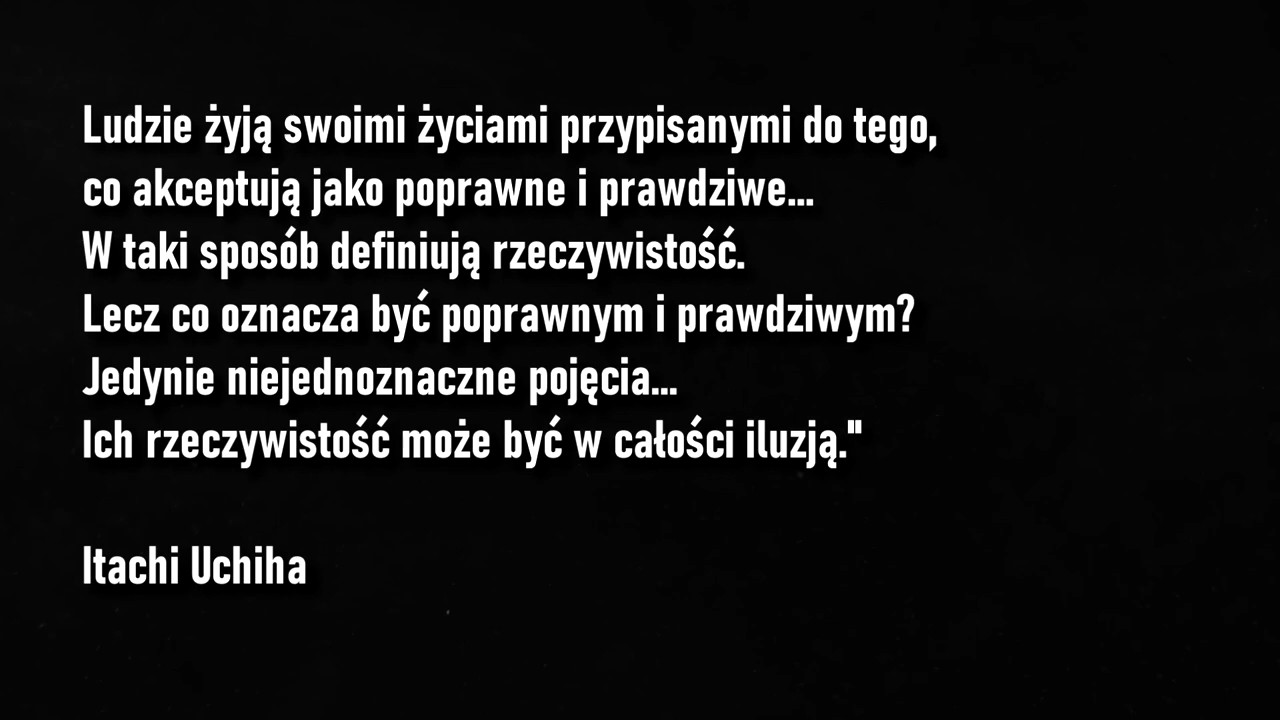 Ludzie żyją swoimi życiami przypisanymi do tego,
co akceptują jako poprawne i prawdziwe...
W taki sposób definiują rzeczywistość.
Lecz co oznacza być poprawnym i prawdziwym?
Jedynie niejednoznaczne pojęcia...
Ich rzeczywistość może być w całości iluzją."
Itachi Uchiha